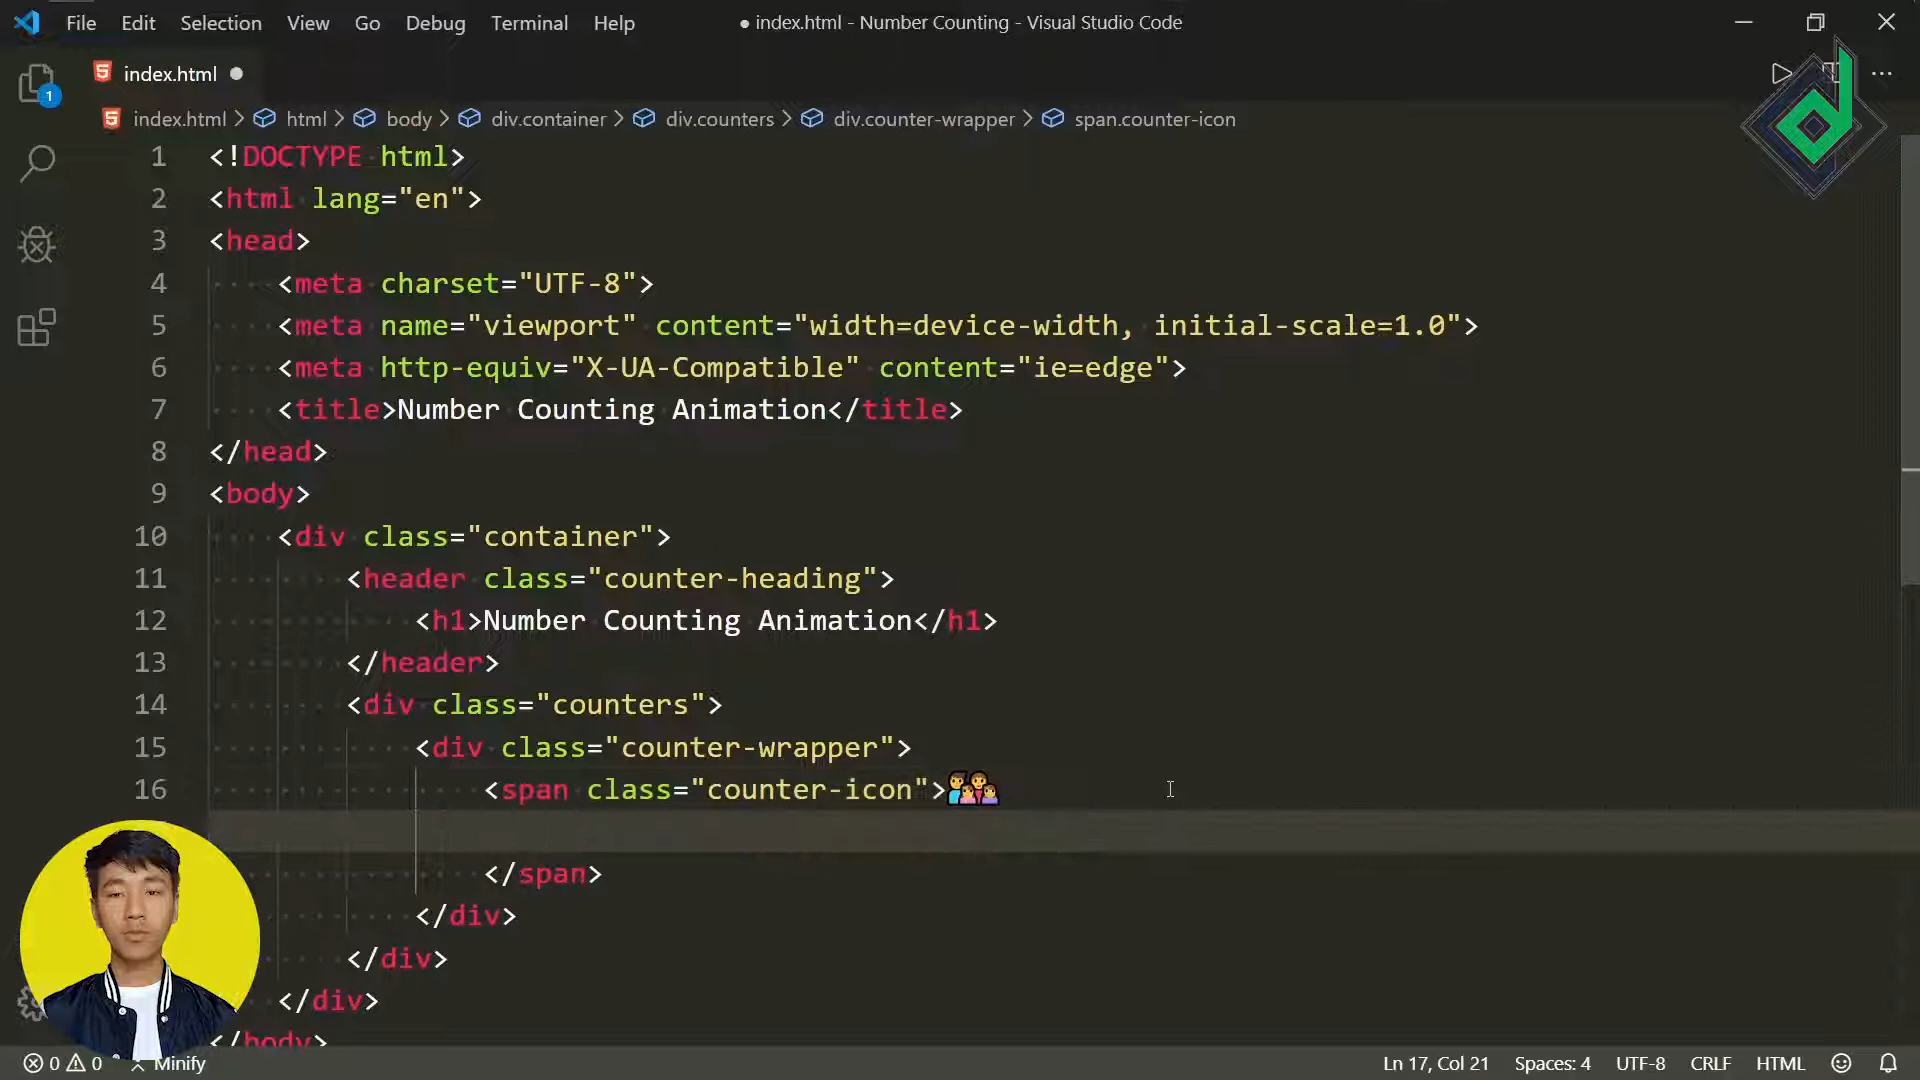 File Edit Selection View Go Debug Terminal Help ● index.html - Number Counting - Visual Studio Code
index.html
index.html > html > body > div.container > div.counters > div.counter-wrapper > span.counter-icon
1 <!DOCTYPE html>
2 <html lang="en">
3 <head>
4 <meta charset="UTF-8">
5 <meta name="viewport" content="width=device-width, initial-scale=1.0">
6 <meta http-equiv="X-UA-Compatible" content="ie=edge">
7 <title>Number Counting Animation</title>
8 </head>
9 <body>
10 <div class="container">
11 <header class="counter-heading">
12 <h1>Number Counting Animation</h1>
13 </header>
14 <div class="counters">
15 <div class="counter-wrapper">
16 <span class="counter-icon">👨‍👩‍👧‍👧
</span>
</div>
</div>
</div>
</body>
0 0 Minify Ln 17, Col 21 Spaces: 4 UTF-8 CRLF HTML
1